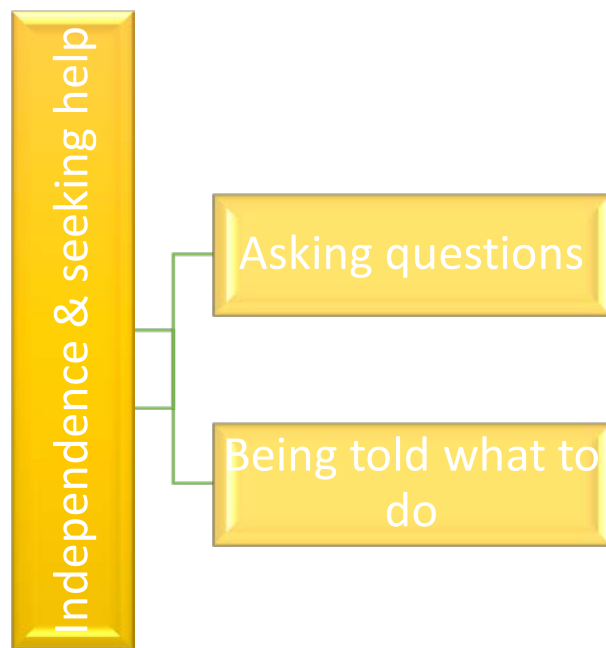 Independence & seeking help
Asking questions
Being told what to
do